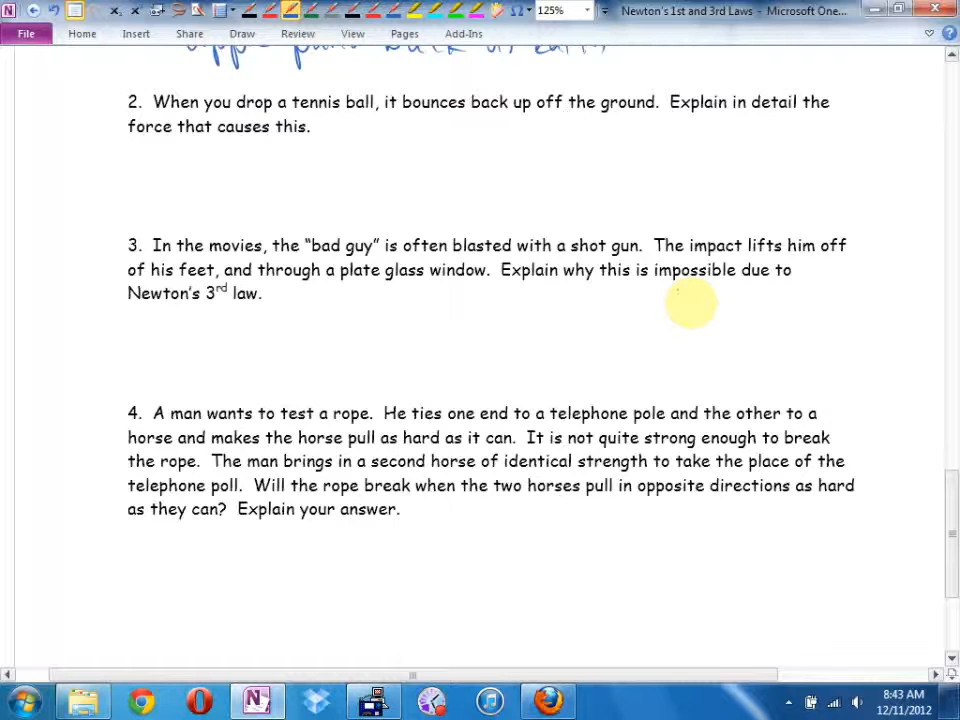 125%
Newton's 1st and 3rd Laws - Microsoft One...
File Home Insert Share Draw Review View Pages Add-Ins
2. When you drop a tennis ball, it bounces back up off the ground. Explain in detail the
force that causes this.
3. In the movies, the “bad guy” is often blasted with a shot gun. The impact lifts him off
of his feet, and through a plate glass window. Explain why this is impossible due to
Newton’s 3rd law.
4. A man wants to test a rope. He ties one end to a telephone pole and the other to a
horse and makes the horse pull as hard as it can. It is not quite strong enough to break
the rope. The man brings in a second horse of identical strength to take the place of the
telephone poll. Will the rope break when the two horses pull in opposite directions as hard
as they can? Explain your answer.
8:43 AM
12/11/2012